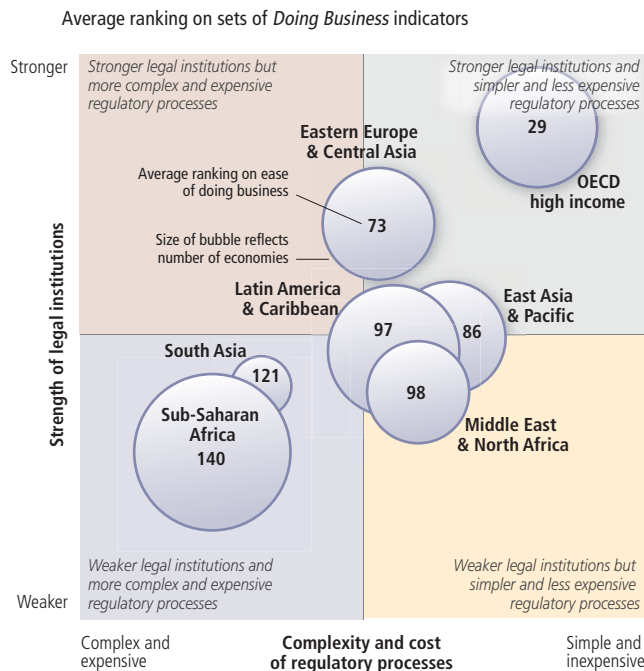 Average ranking on sets of Doing Business indicators
Stronger
Stronger legal institutions but
more complex and expensive
regulatory processes
Stronger legal institutions and
simpler and less expensive
regulatory processes
29
OECD
high income
Eastern Europe
& Central Asia
Average ranking on ease
of doing business
73
Size of bubble reflects
number of economies
Strength of legal institutions
Latin America
& Caribbean
97
East Asia
& Pacific
86
South Asia
121
98
Middle East
& North Africa
Sub-Saharan
Africa
140
Weaker legal institutions and
more complex and expensive
regulatory processes
Weaker legal institutions but
simpler and less expensive
regulatory processes
Weaker
Complex and
expensive
Complexity and cost
of regulatory processes
Simple and
inexpensive